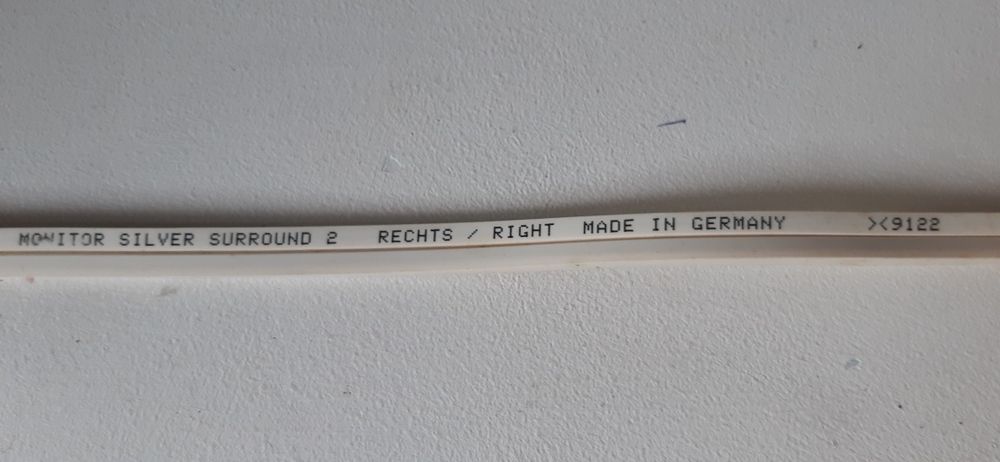 MONITOR SILVER SURROUND 2 RECHTS / RIGHT MADE IN GERMANY ><9122